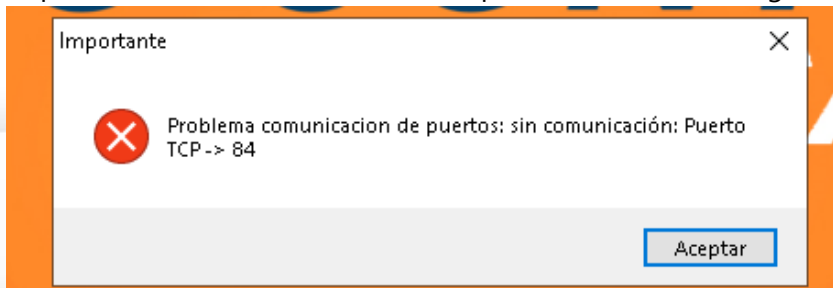 Importante
Problema comunicacion de puertos: sin comunicación: Puerto
TCP-> 84
Aceptar